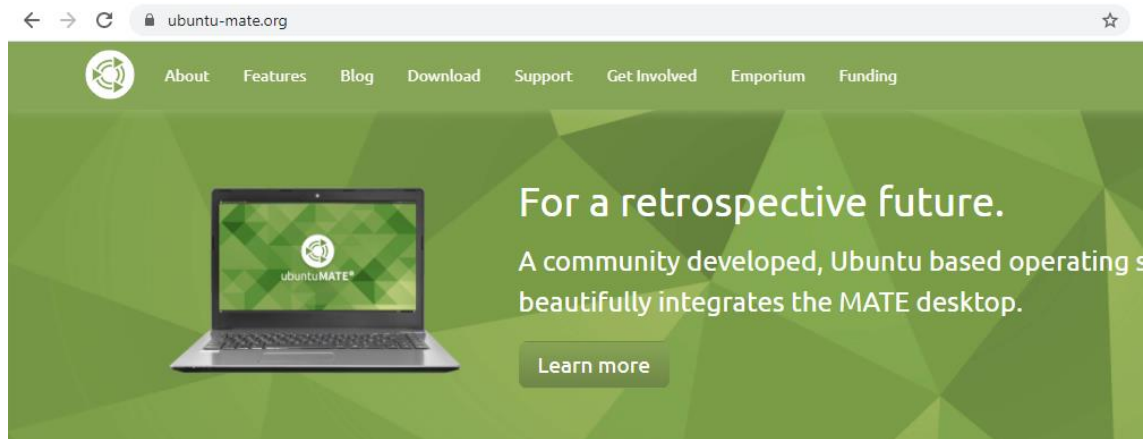 ubuntu-mate.org
About Features Blog Download Support Get Involved Emporium Funding
For a retrospective future.
A community developed, Ubuntu based operating
beautifully integrates the MATE desktop.
ubuntuMATE
Learn more